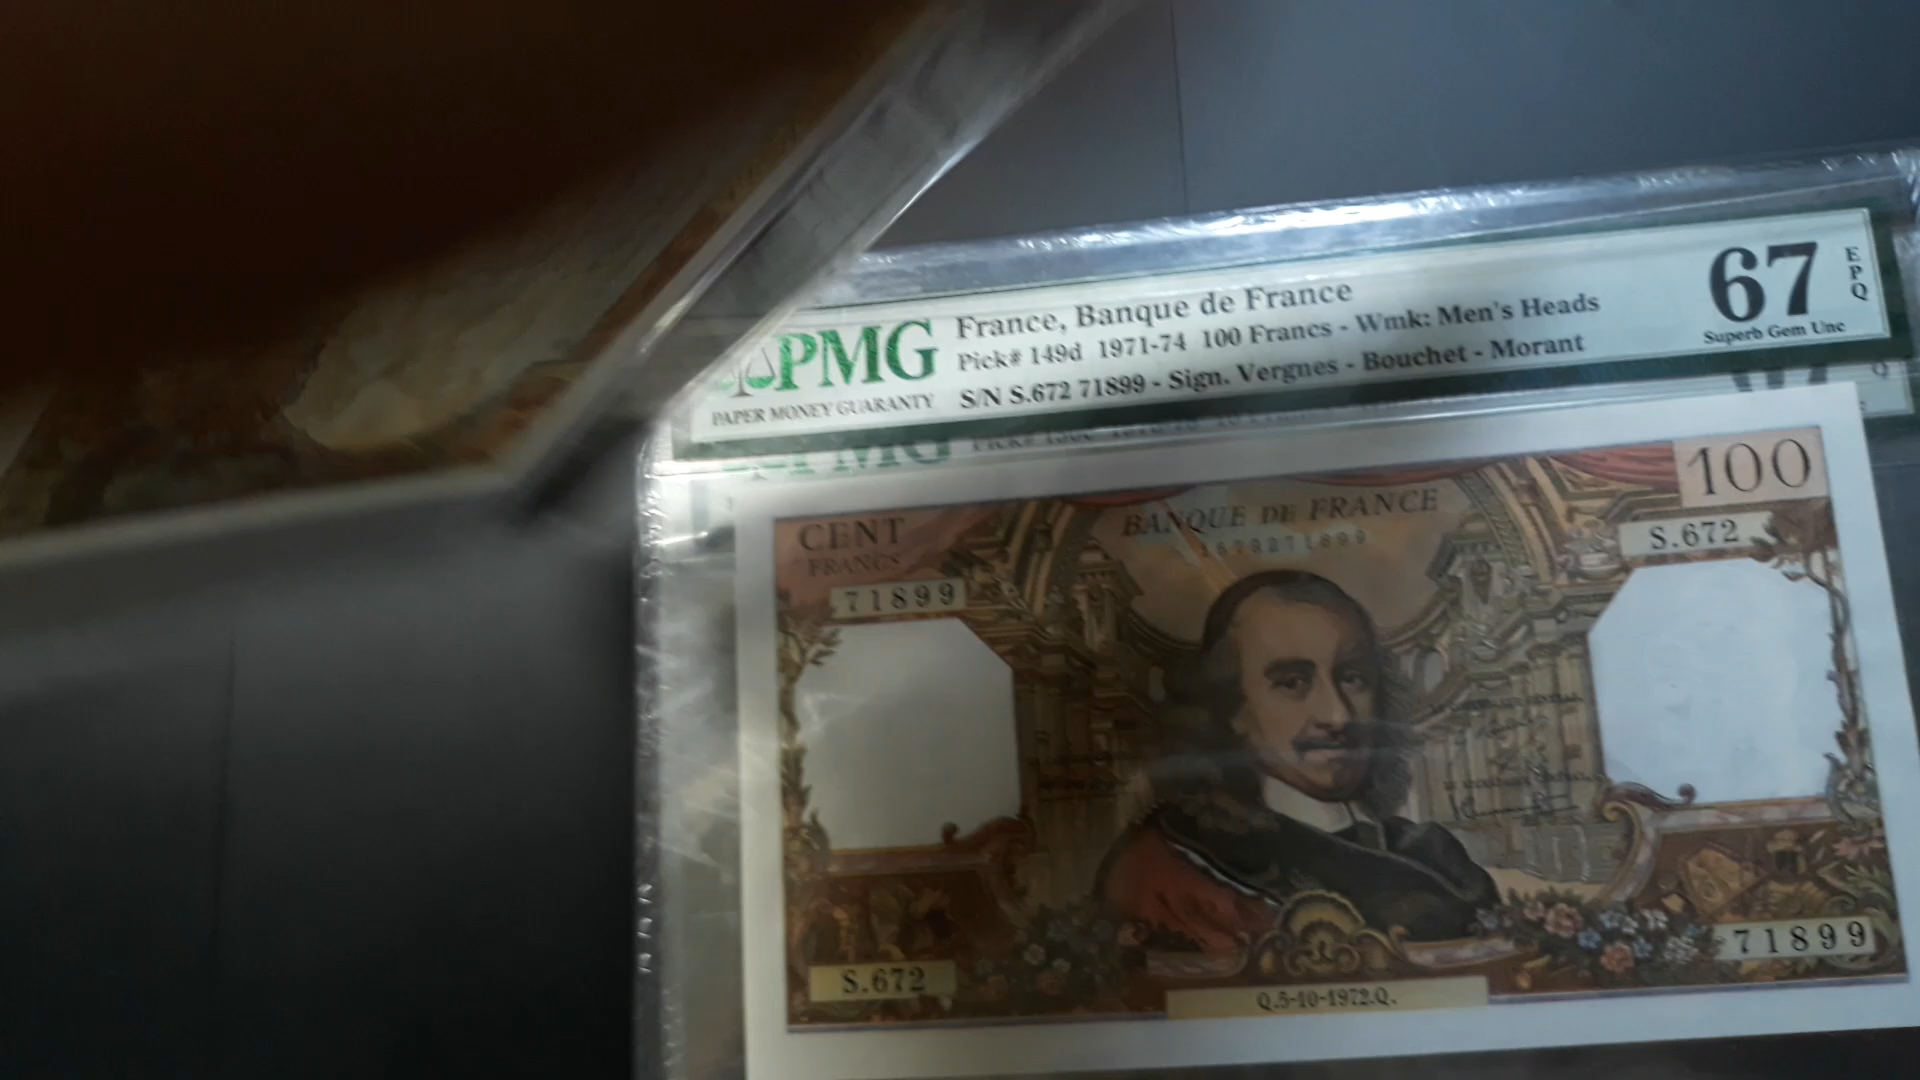 France, Banque de France
Pick# 149d 1971-74 100 Francs - Wmk: Men's Heads
S/N S.672 71899 - Sign. Vergnes - Bouchet - Morant
PMG
PAPER MONEY GUARANTY
67
EPQ
Superb Gem Unc
PMG
Q
CENT
FRANCS
BANQUE DE FRANCE
100
S.672
71899
S.672
71899
Q.5-10-1972.Q.